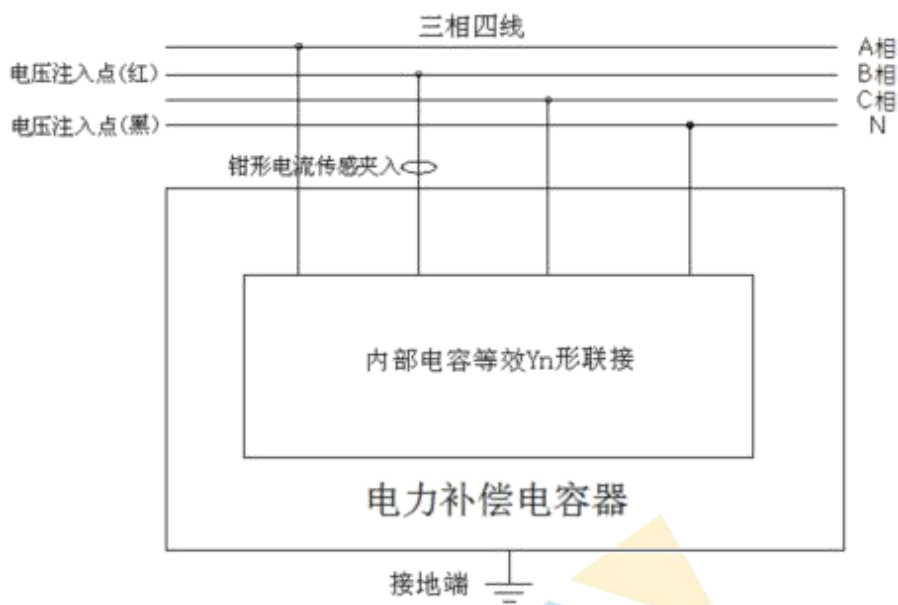 三相四线
A相
电压注入点(红)
B相
C相
电压注入点(黑)
N
钳形电流传感夹入
内部电容等效Yn形联接
电力补偿电容器
接地端